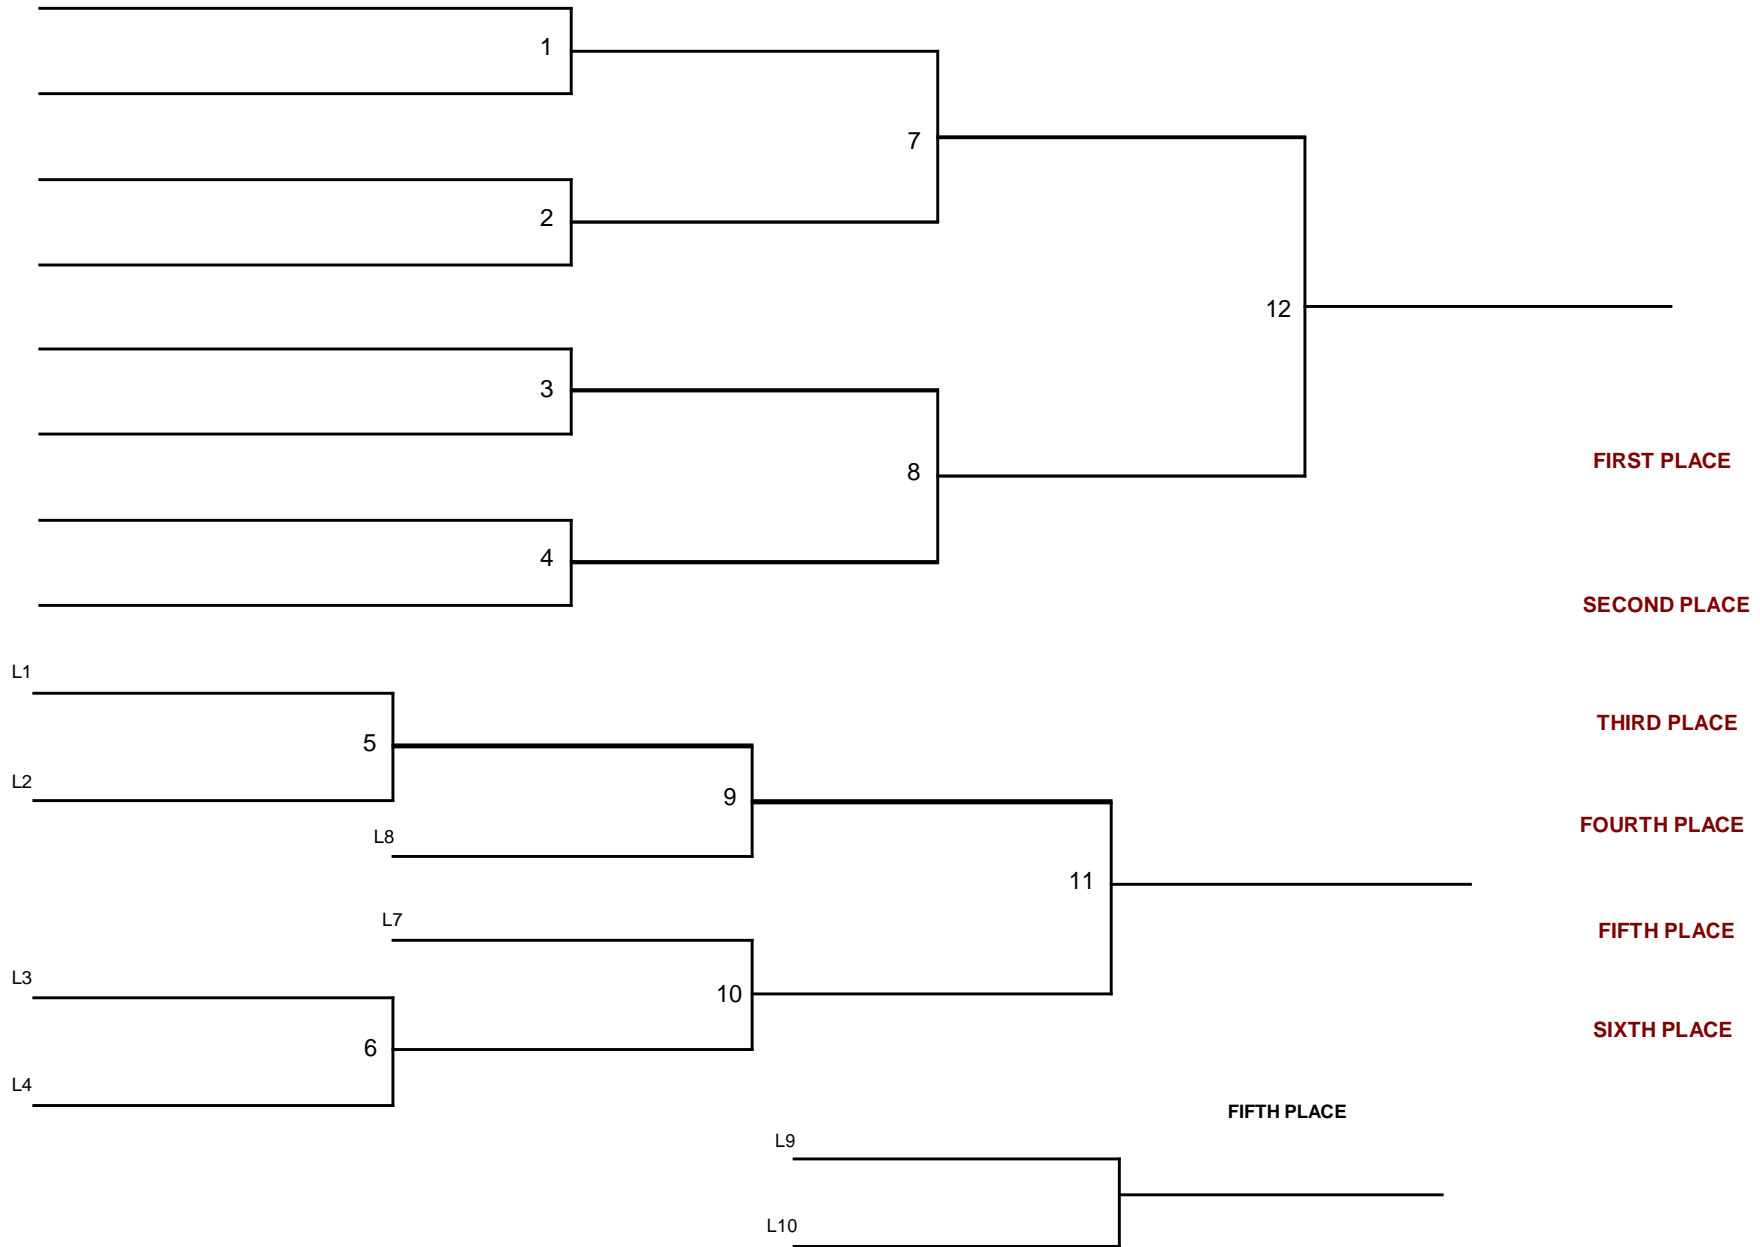 1
7
2
12
3
FIRST PLACE
8
4
SECOND PLACE
L1
THIRD PLACE
5
L2
9
FOURTH PLACE
L8
11
L7
FIFTH PLACE
L3
10
SIXTH PLACE
6
L4
FIFTH PLACE
L9
L10